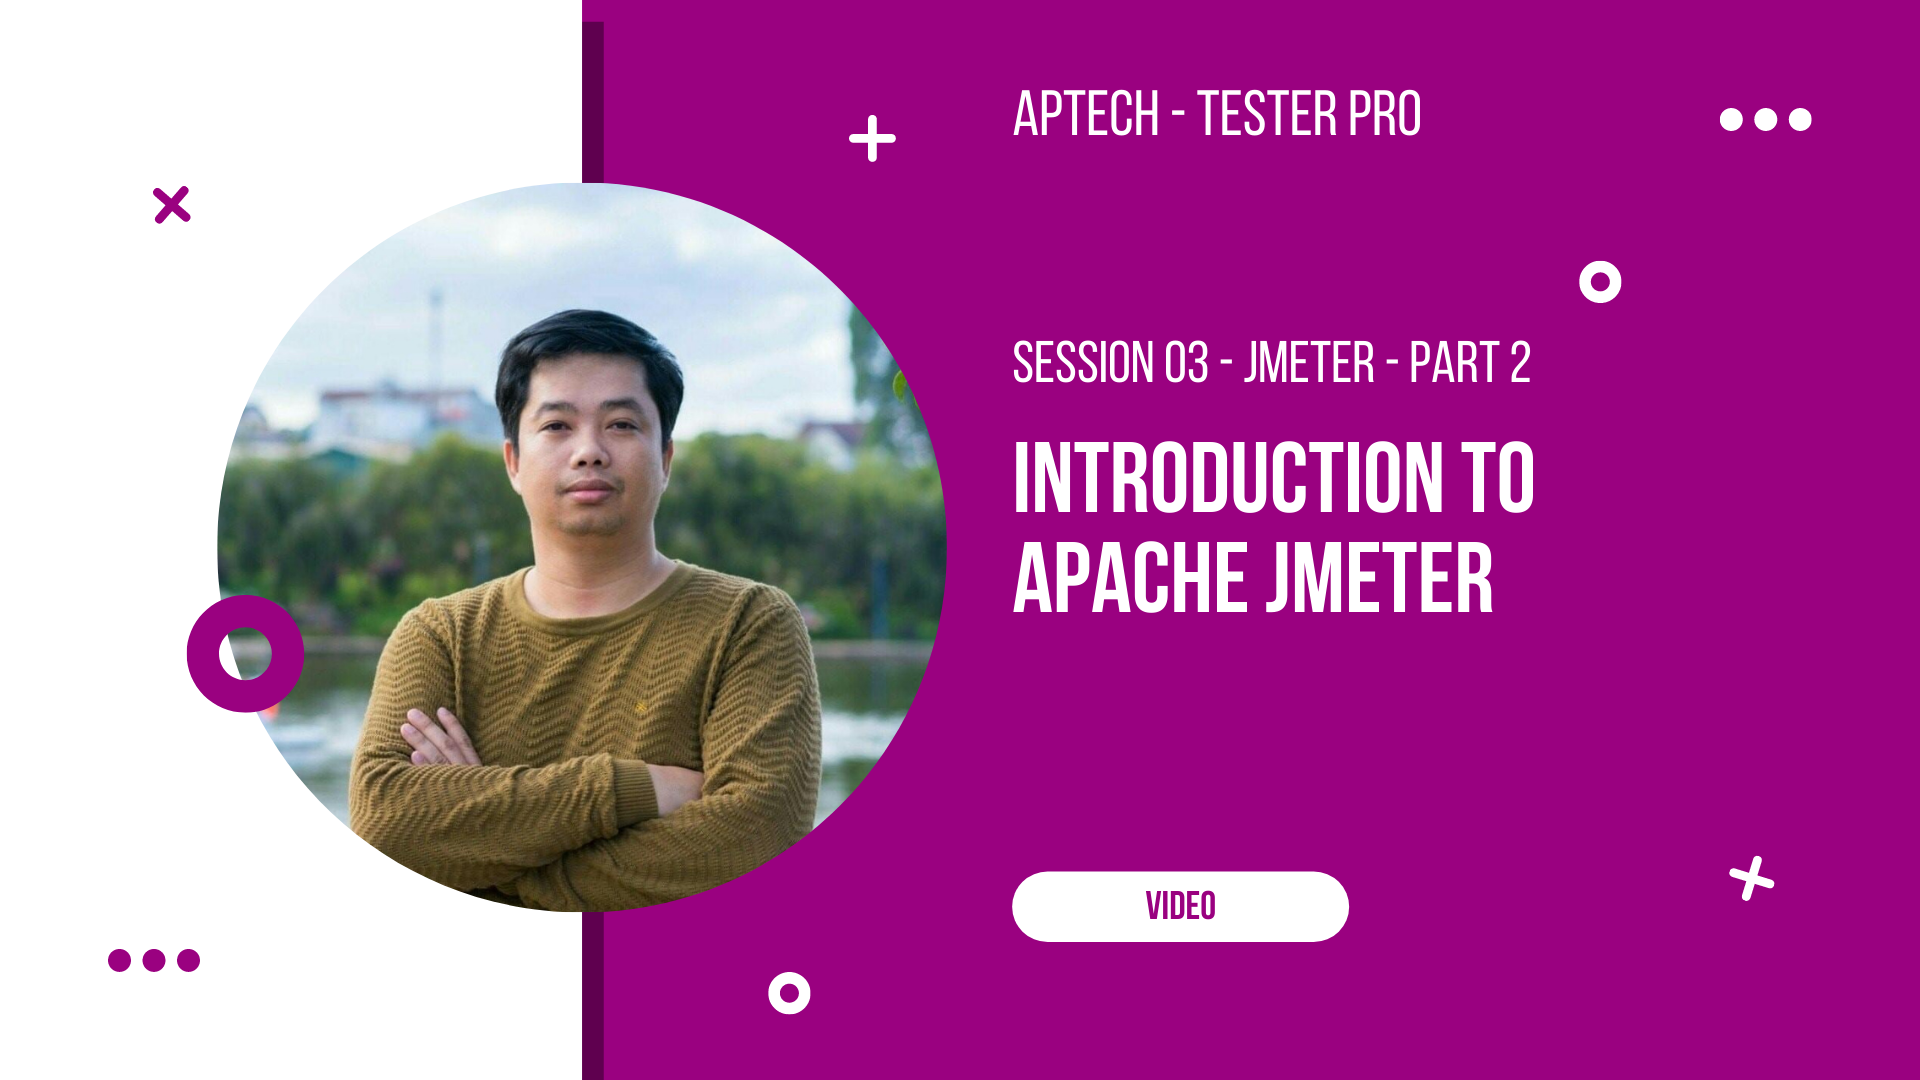 APTECH - TESTER PRO
SESSION 03 - JMETER - PART 2
INTRODUCTION TO
APACHE JMETER
VIDEO